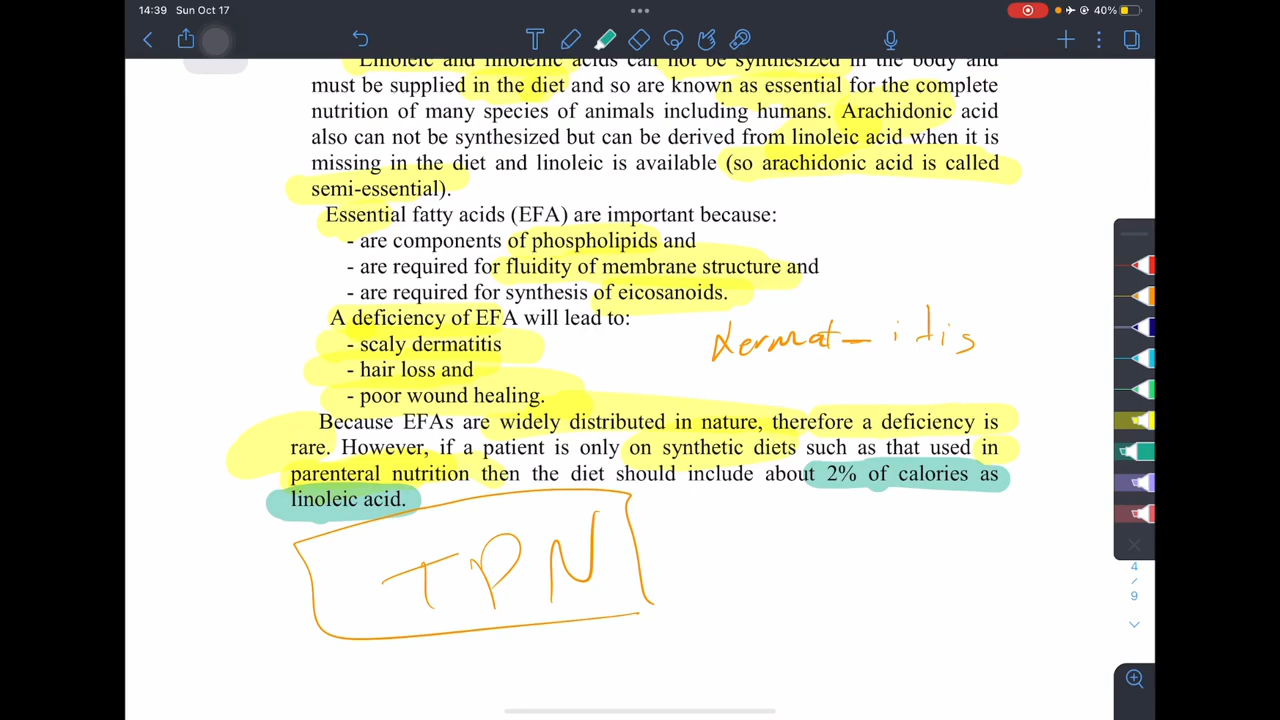 14:39 Sun Oct 17
40%
Linoleic and linolenic acids can not be synthesized in the body and
must be supplied in the diet and so are known as essential for the complete
nutrition of many species of animals including humans. Arachidonic acid
also can not be synthesized but can be derived from linoleic acid when it is
missing in the diet and linoleic is available (so arachidonic acid is called
semi-essential).
Essential fatty acids (EFA) are important because:
- are components of phospholipids and
- are required for fluidity of membrane structure and
- are required for synthesis of eicosanoids.
A deficiency of EFA will lead to:
- scaly dermatitis
dermat-itis
- hair loss and
- poor wound healing.
Because EFAs are widely distributed in nature, therefore a deficiency is
rare. However, if a patient is only on synthetic diets such as that used in
parenteral nutrition then the diet should include about 2% of calories as
linoleic acid.
TPN
4
/
9